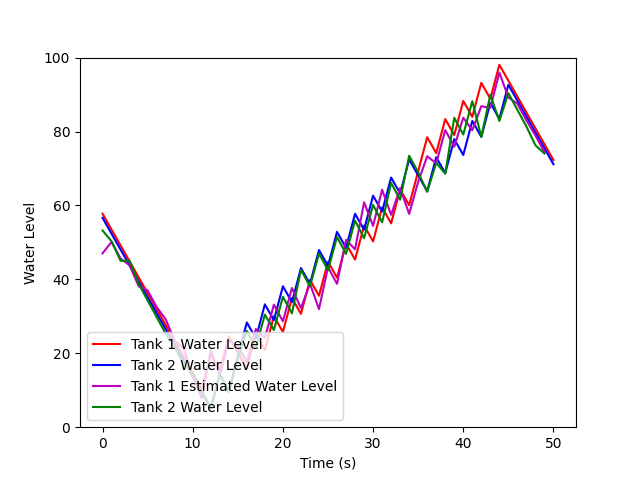 100
80
60
40
20
0
Water Level
Tank 1 Water Level
Tank 2 Water Level
Tank 1 Estimated Water Level
Tank 2 Water Level
0 10 20 30 40 50
Time (s)